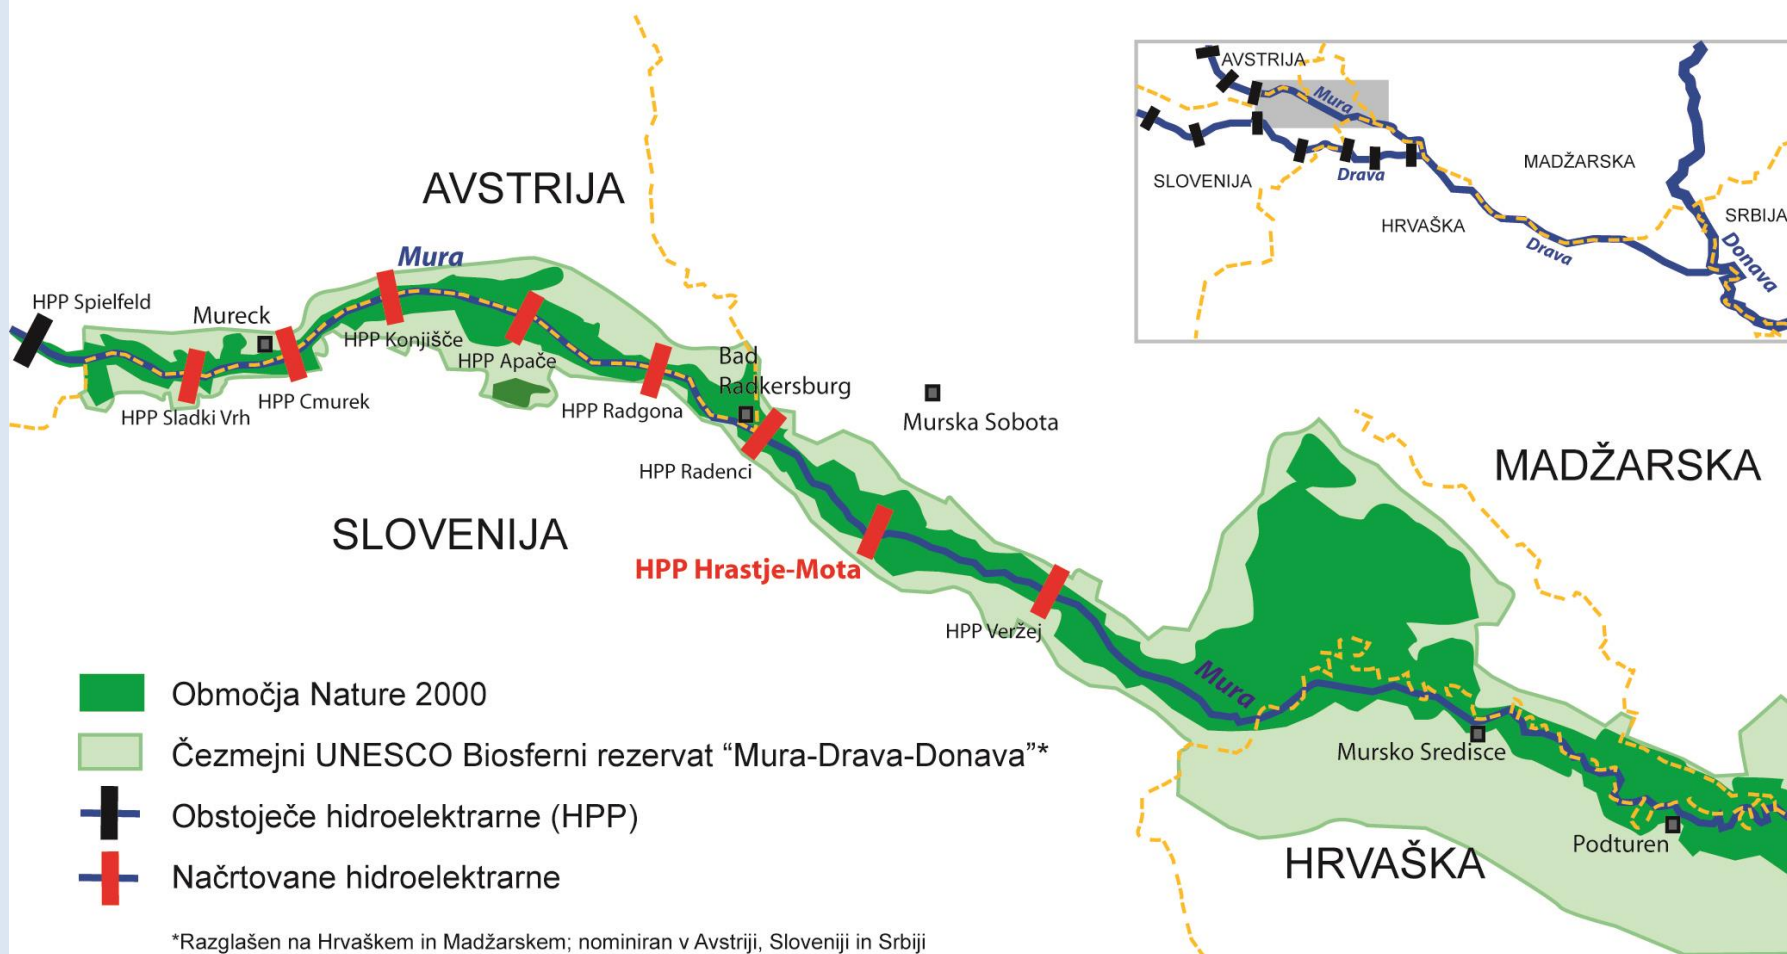 AVSTRIJA
Mura
HPP Spielfeld
Mureck
HPP Konjišče
HPP Apače
HPP Sladki Vrh
HPP Cmurek
HPP Radgona
Bad
Radkersburg
HPP Radenci
Murska Sobota
SLOVENIJA
HPP Hrastje-Mota
HPP Veržej
MADŽARSKA
Mura
Mursko Sredisce
Podturen
HRVAŠKA
AVSTRIJA
Mura
SLOVENIJA
Drava
MADŽARSKA
HRVAŠKA
Drava
SRBIJA
Donava
Območja Nature 2000
Čezmejni UNESCO Biosferni rezervat “Mura-Drava-Donava”*
Obstoječe hidroelektrarne (HPP)
Načrtovane hidroelektrarne
*Razglašen na Hrvaškem in Madžarskem; nominiran v Avstriji, Sloveniji in Srbiji